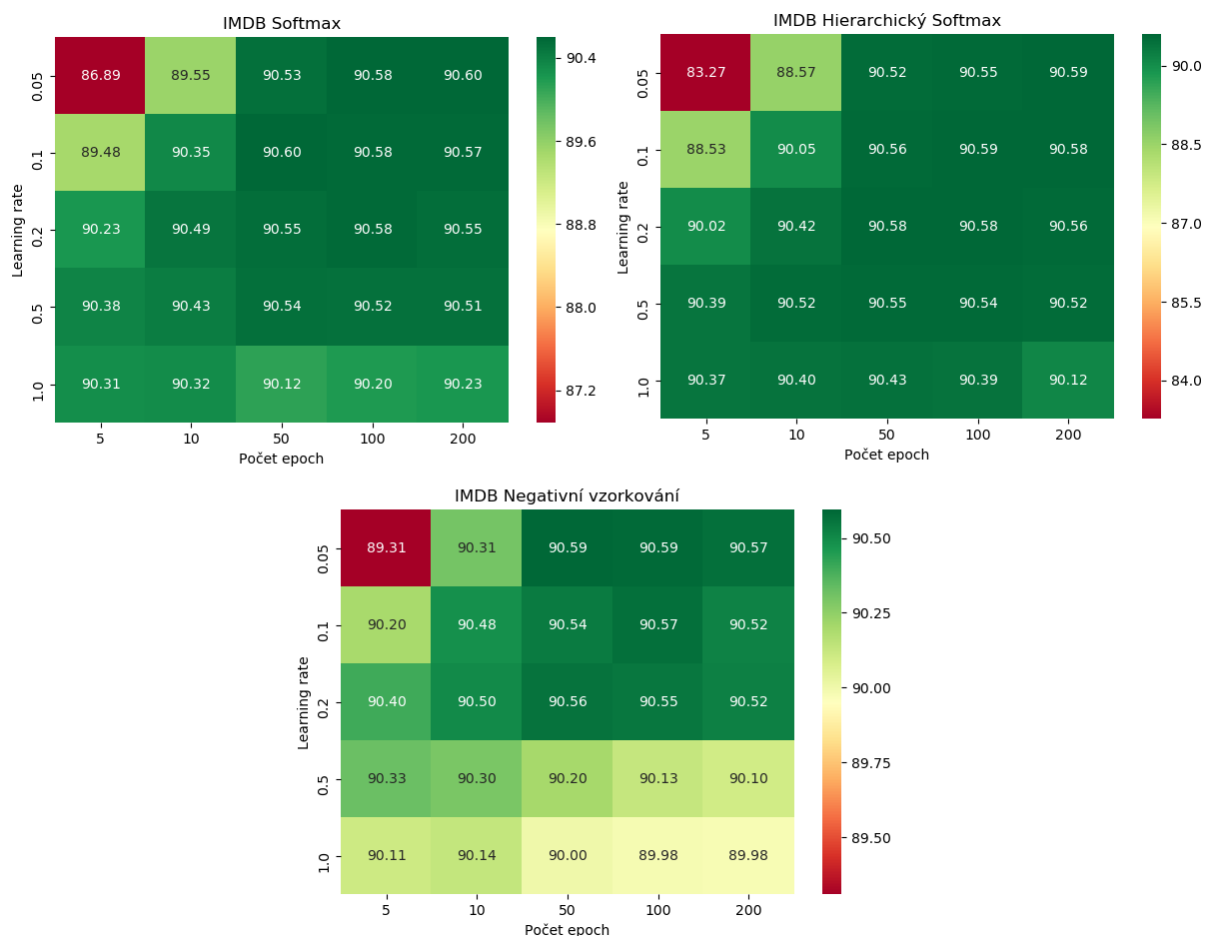 IMDB Softmax
Learning rate
0.05 86.89 89.55 90.53 90.58 90.60
0.1 89.48 90.35 90.60 90.58 90.57
0.2 90.23 90.49 90.55 90.58 90.55
0.5 90.38 90.43 90.54 90.52 90.51
1.0 90.31 90.32 90.12 90.20 90.23
5 10 50 100 200
Počet epoch
90.4
89.6
88.8
88.0
87.2
IMDB Hierarchický Softmax
Learning rate
0.05 83.27 88.57 90.52 90.55 90.59
0.1 88.53 90.05 90.56 90.59 90.58
0.2 90.02 90.42 90.58 90.58 90.56
0.5 90.39 90.52 90.55 90.54 90.52
1.0 90.37 90.40 90.43 90.39 90.12
5 10 50 100 200
Počet epoch
90.0
88.5
87.0
85.5
84.0
IMDB Negativní vzorkování
Learning rate
0.05 89.31 90.31 90.59 90.59 90.57
0.1 90.20 90.48 90.54 90.57 90.52
0.2 90.40 90.50 90.56 90.55 90.52
0.5 90.33 90.30 90.20 90.13 90.10
1.0 90.11 90.14 90.00 89.98 89.98
5 10 50 100 200
Počet epoch
90.50
90.25
90.00
89.75
89.50